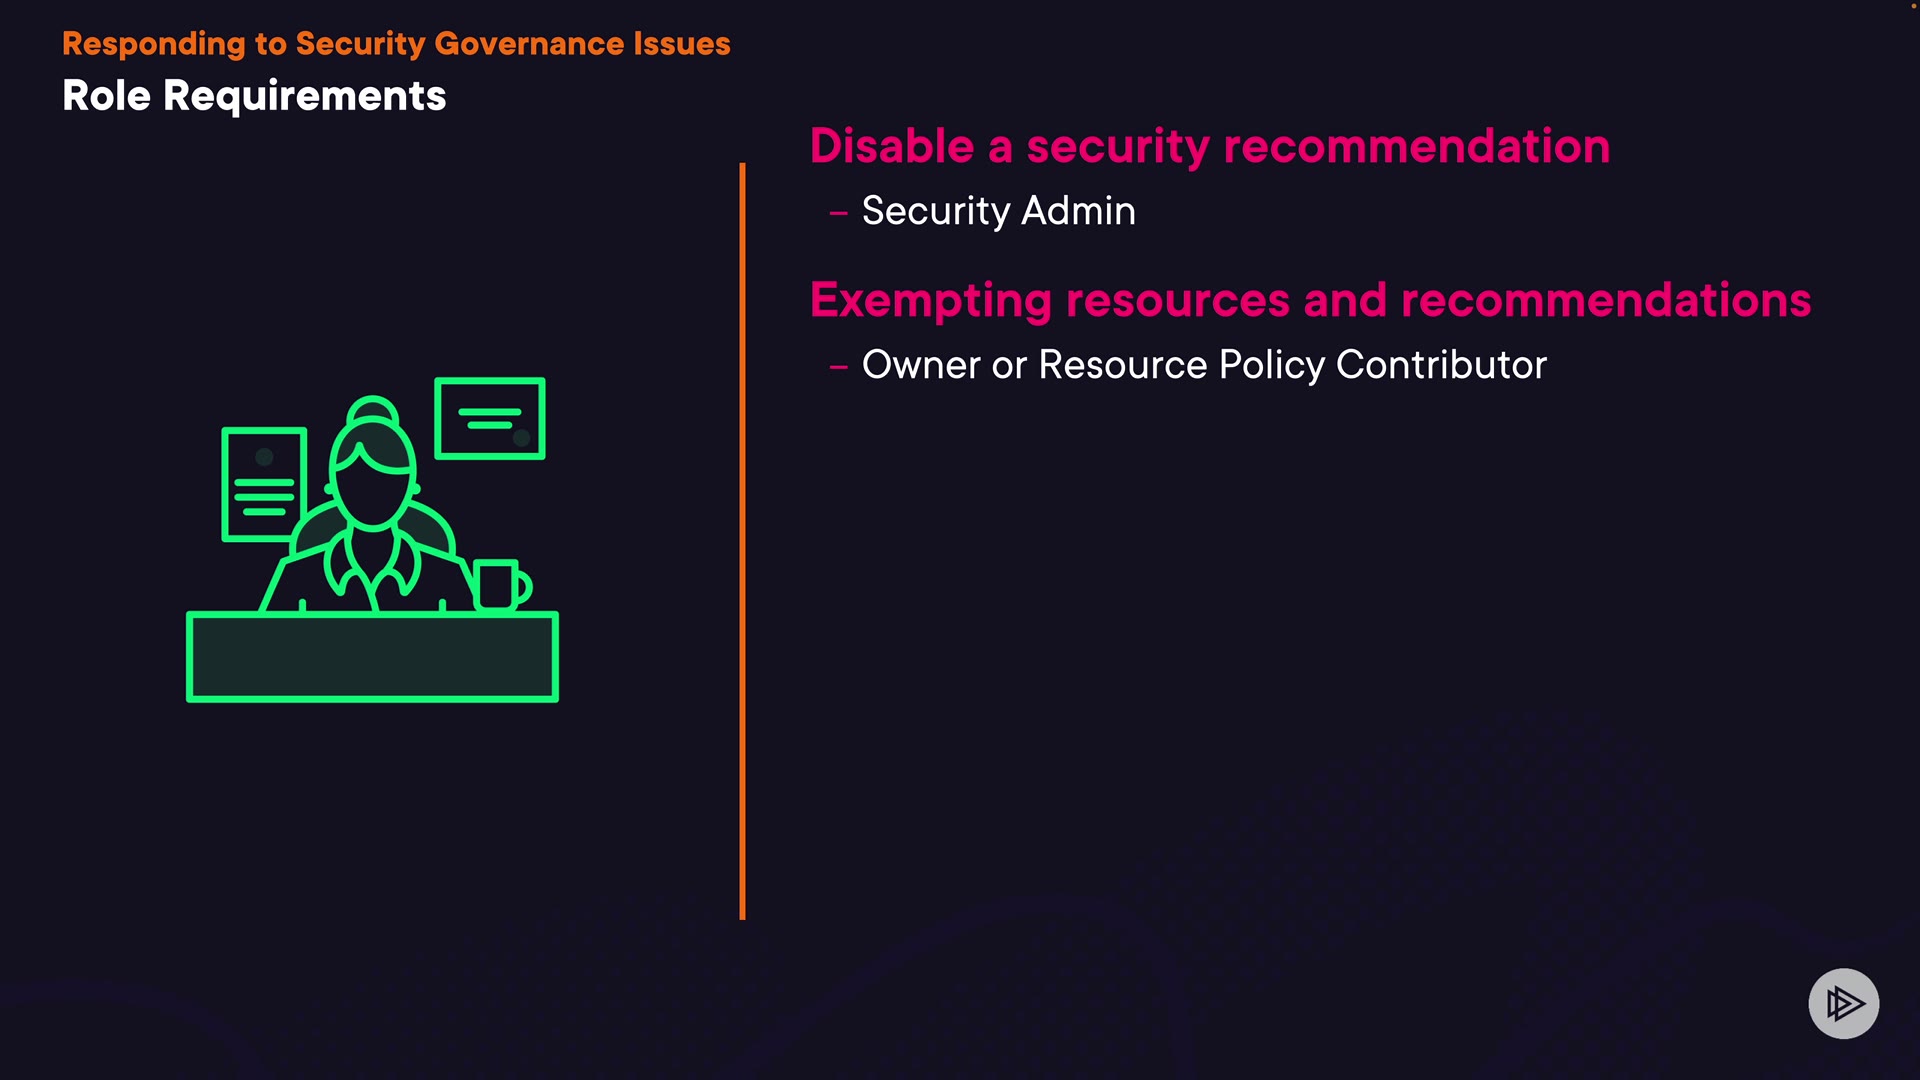 Responding to Security Governance Issues
Role Requirements
Disable a security recommendation
– Security Admin
Exempting resources and recommendations
– Owner or Resource Policy Contributor